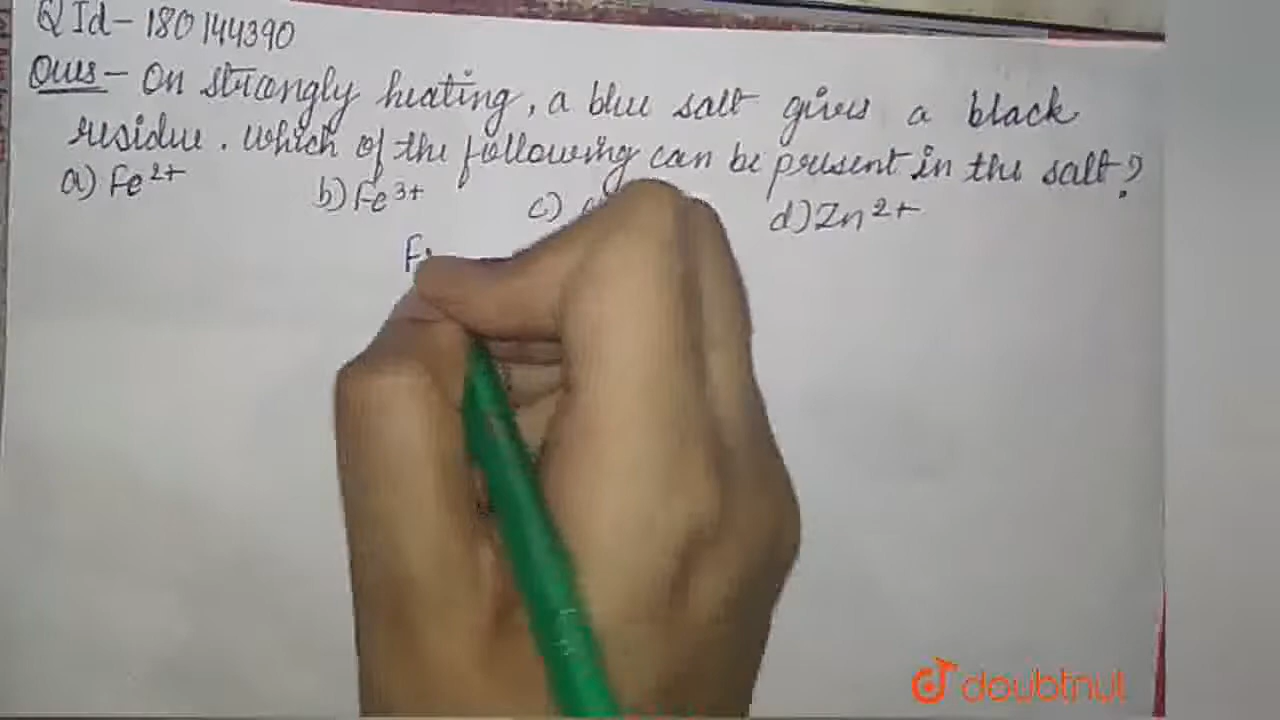 Q Id - 180144390
Ques - On strongly heating, a blue salt gives a black
residue. which of the following can be present in the salt?
a) Fe2+ b) Fe3+ c) d) Zn2+
doubtnut